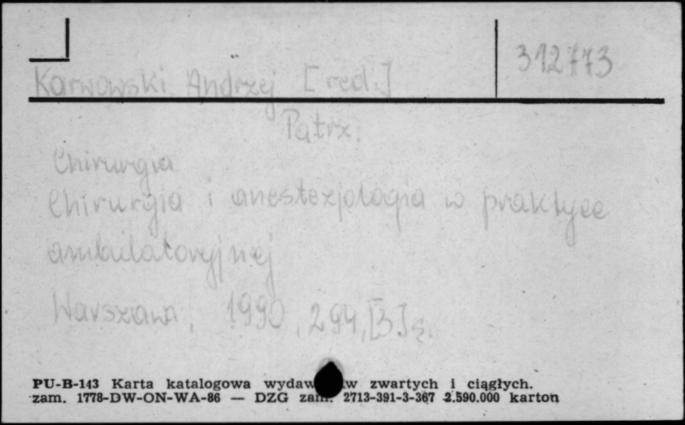 312773
Karwowski Andrzej [red.]
Patrz:
Chirurgia
Chirurgia i anestezjologia w praktyce
ambulatoryjnej
Warszawa, 1990, 294, [3] s.
PU-B-143 Karta katalogowa wydaw w zwartych i ciągłych.
zam. 1778-DW-ON-WA-86 — DZG zam. 2713-391-3-367 2.590.000 karton